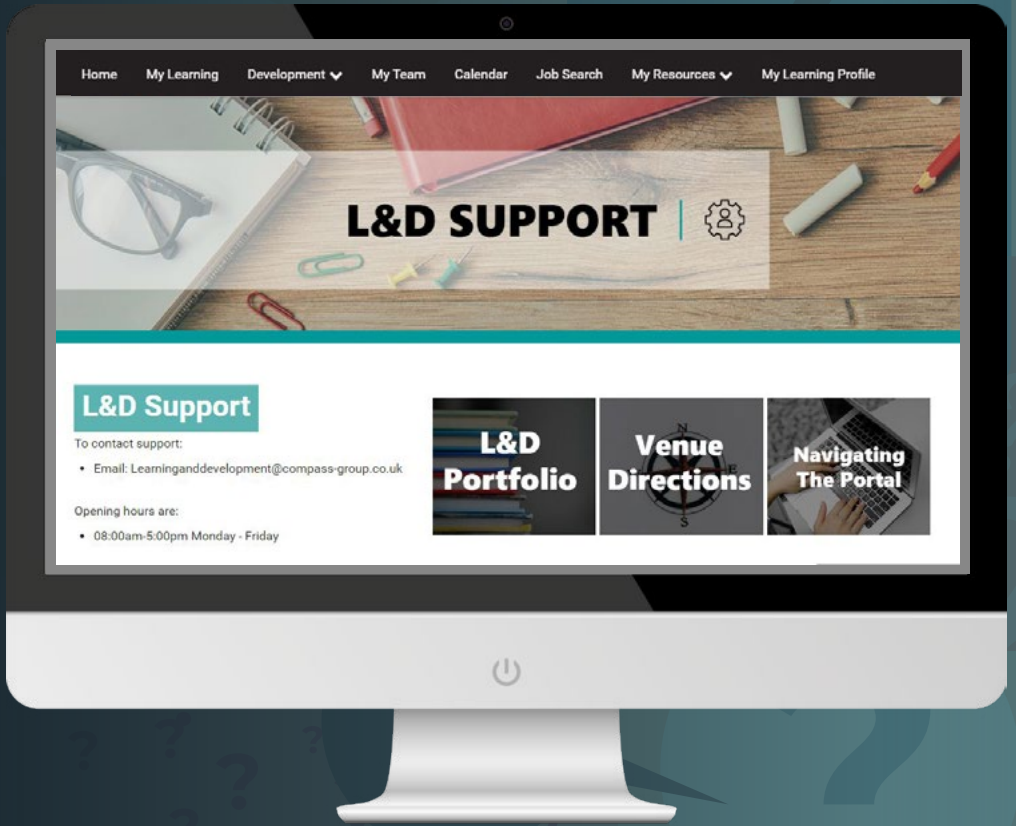 Home My Learning Development My Team Calendar Job Search My Resources My Learning Profile
L&D SUPPORT
L&D Support
To contact support:
• Email: Learninganddevelopment@compass-group.co.uk
Opening hours are:
• 08:00am-5:00pm Monday - Friday
L&D
Portfolio
N
Venue
E
Directions
S
Navigating
The Portal
? ? ? ? ? ?